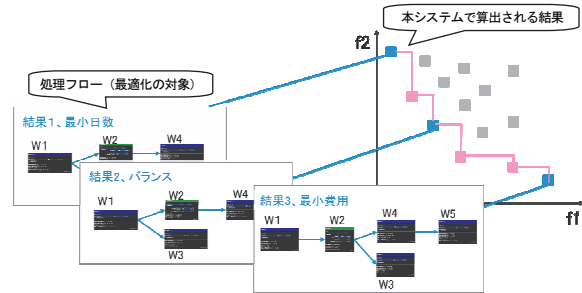 本システムで算出される結果
f2
処理フロー（最適化の対象）
結果1、最小日数
W1
W2
W4
結果2、バランス
W1
W2
W4
W3
結果3、最小費用
W1
W2
W4
W5
W3
f1